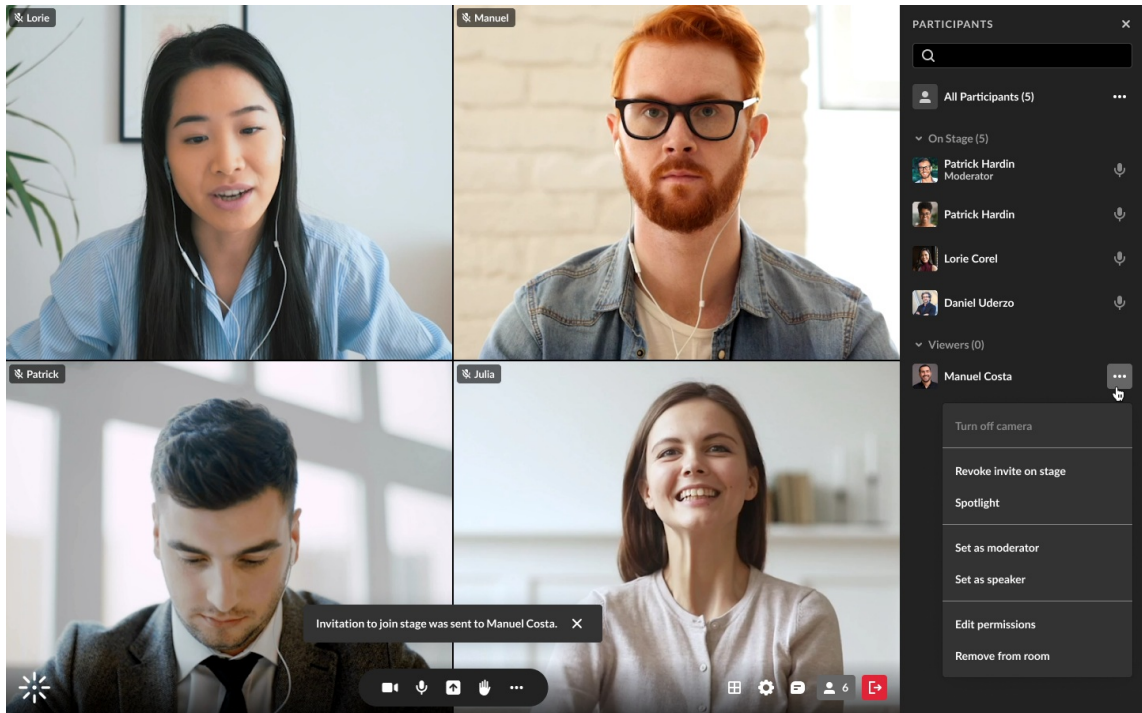 Lorie
Manuel
Patrick
Julia
Invitation to join stage was sent to Manuel Costa.
6
PARTICIPANTS
All Participants (5)
On Stage (5)
Patrick Hardin
Moderator
Patrick Hardin
Lorie Corel
Daniel Uderzo
Viewers (0)
Manuel Costa
Turn off camera
Revoke invite on stage
Spotlight
Set as moderator
Set as speaker
Edit permissions
Remove from room